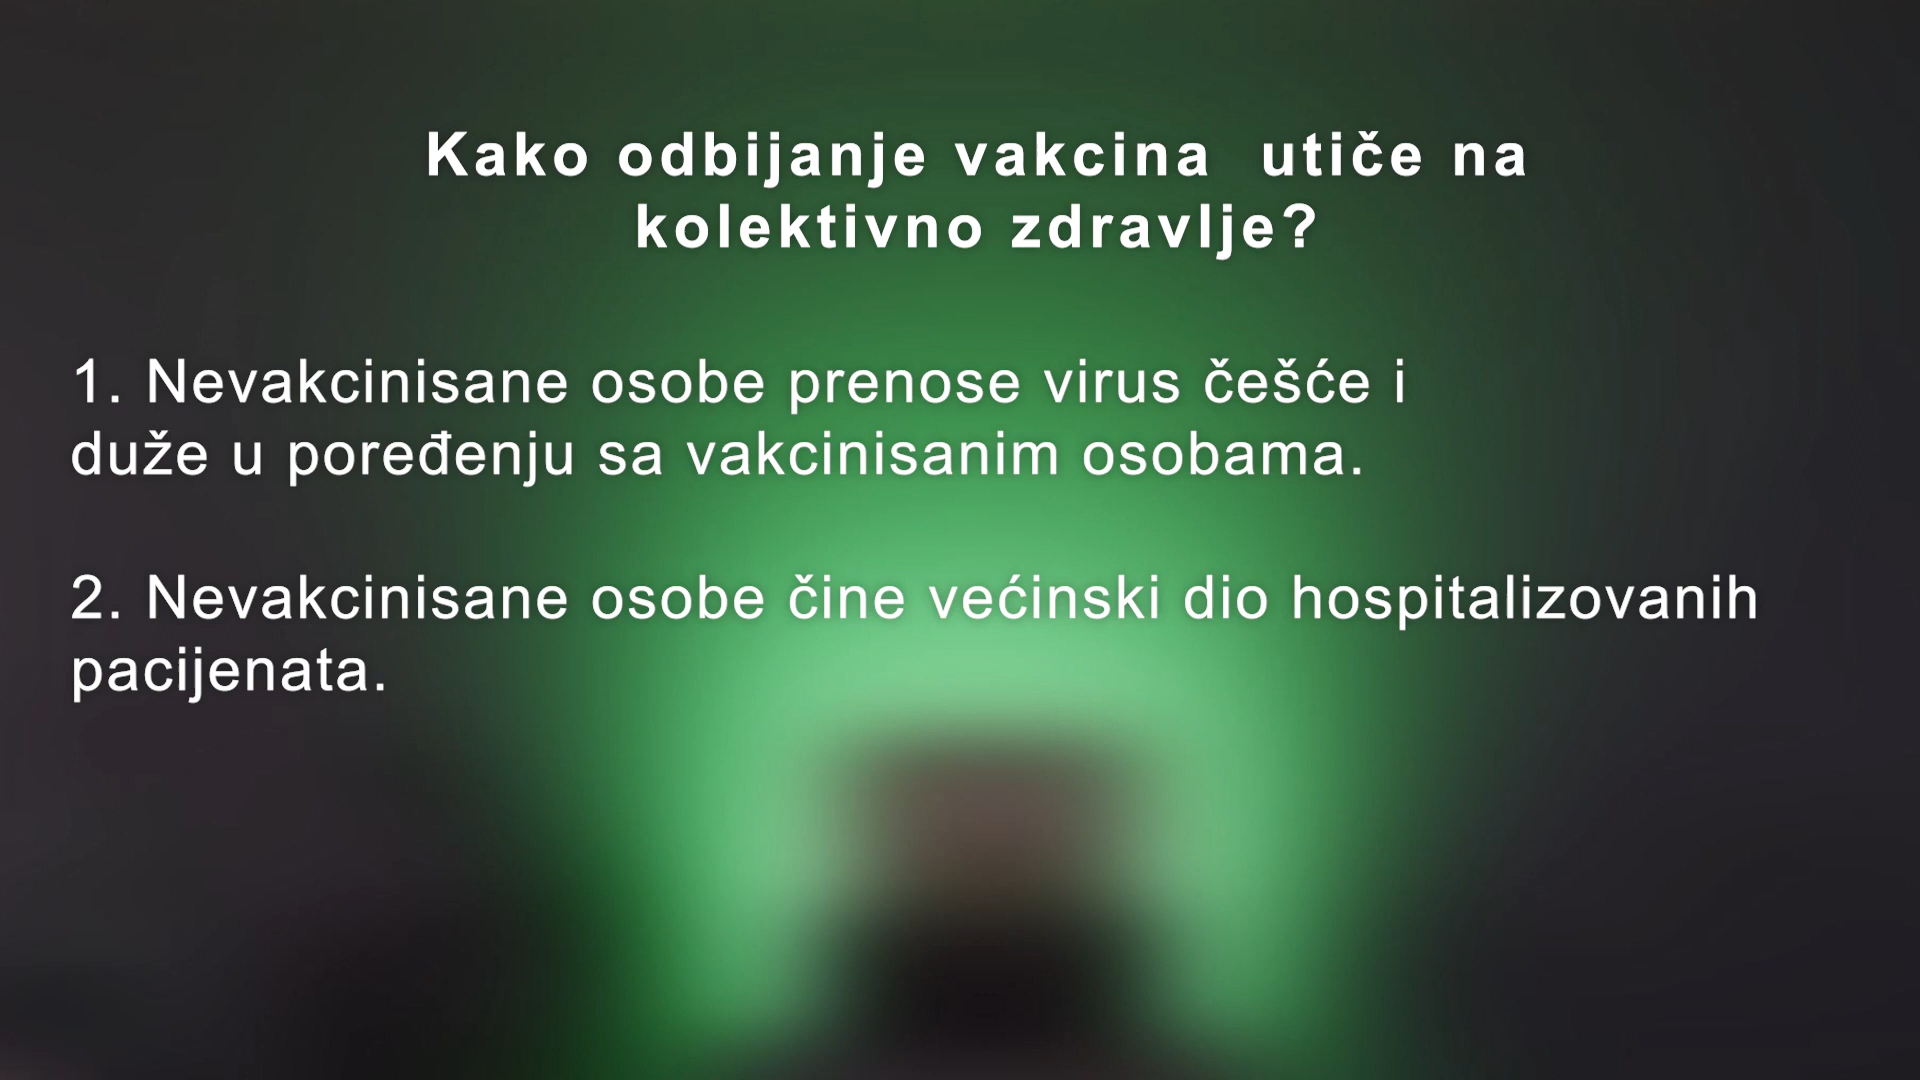 Kako odbijanje vakcina  utiče na
kolektivno zdravlje?
1. Nevakcinisane osobe prenose virus češće i
duže u poređenju sa vakcinisanim osobama.
2. Nevakcinisane osobe čine većinski dio hospitalizovanih
pacijenata.